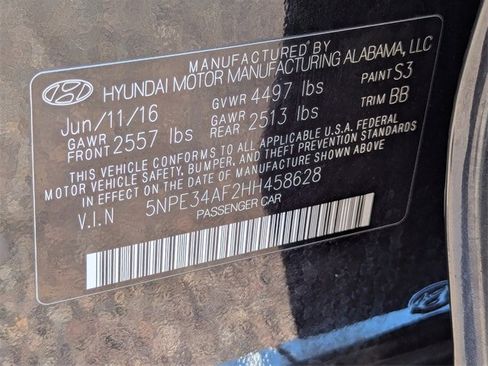 MANUFACTURED BY
HYUNDAI MOTOR MANUFACTURING ALABAMA, LLC
Jun/11/16 GVWR 4497 lbs PAINT S3
GAWR FRONT 2557 lbs GAWR REAR 2513 lbs TRIM BB
THIS VEHICLE CONFORMS TO ALL APPLICABLE U.S.A. FEDERAL
MOTOR VEHICLE SAFETY, BUMPER, AND THEFT PREVENTION STANDARDS
IN EFFECT ON THE DATE OF MANUFACTURE SHOWN ABOVE.
V.I.N 5NPE34AF2HH458628
PASSENGER CAR